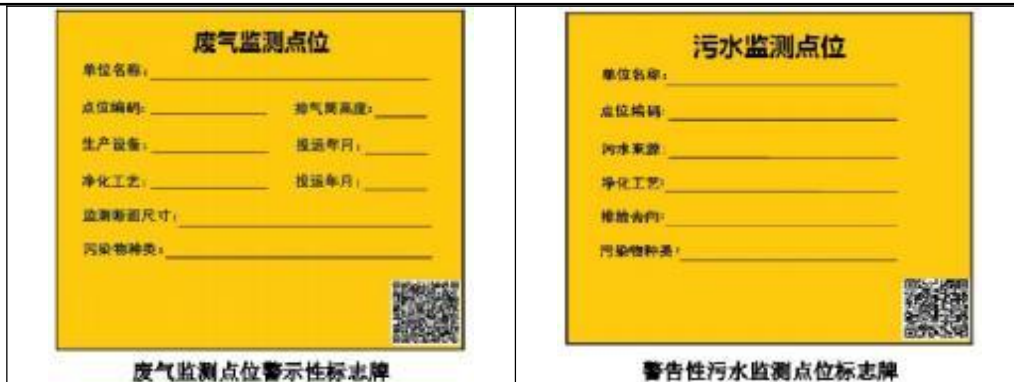 废气监测点位
单位名称：
点位编码： 排气筒高度：
生产设备： 投运年月：
净化工艺： 投运年月：
监测断面尺寸：
污染物种类：
废气监测点位警示性标志牌
污水监测点位
单位名称：
点位编码：
污水来源：
净化工艺：
排放去向：
污染物种类：
警告性污水监测点位标志牌